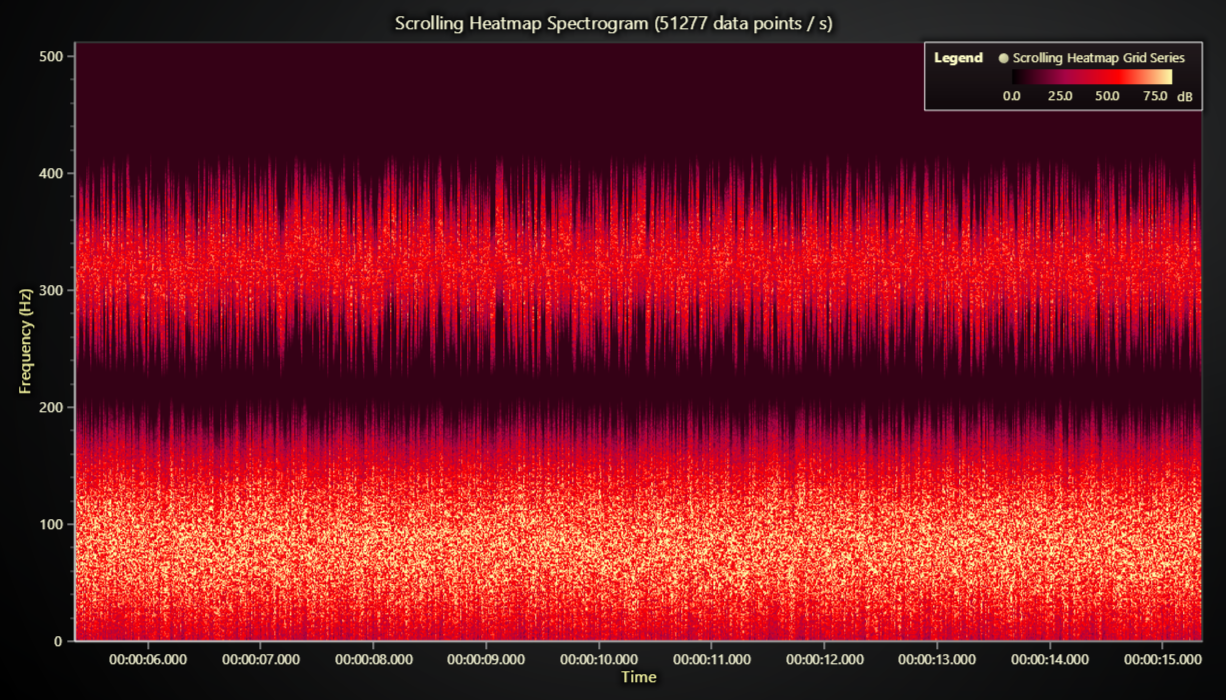 Scrolling Heatmap Spectrogram (51277 data points / s)
Legend Scrolling Heatmap Grid Series
0.0 25.0 50.0 75.0 dB
500
400
300
200
100
0
Frequency (Hz)
00:00:06.000 00:00:07.000 00:00:08.000 00:00:09.000 00:00:10.000 00:00:11.000 00:00:12.000 00:00:13.000 00:00:14.000 00:00:15.000
Time